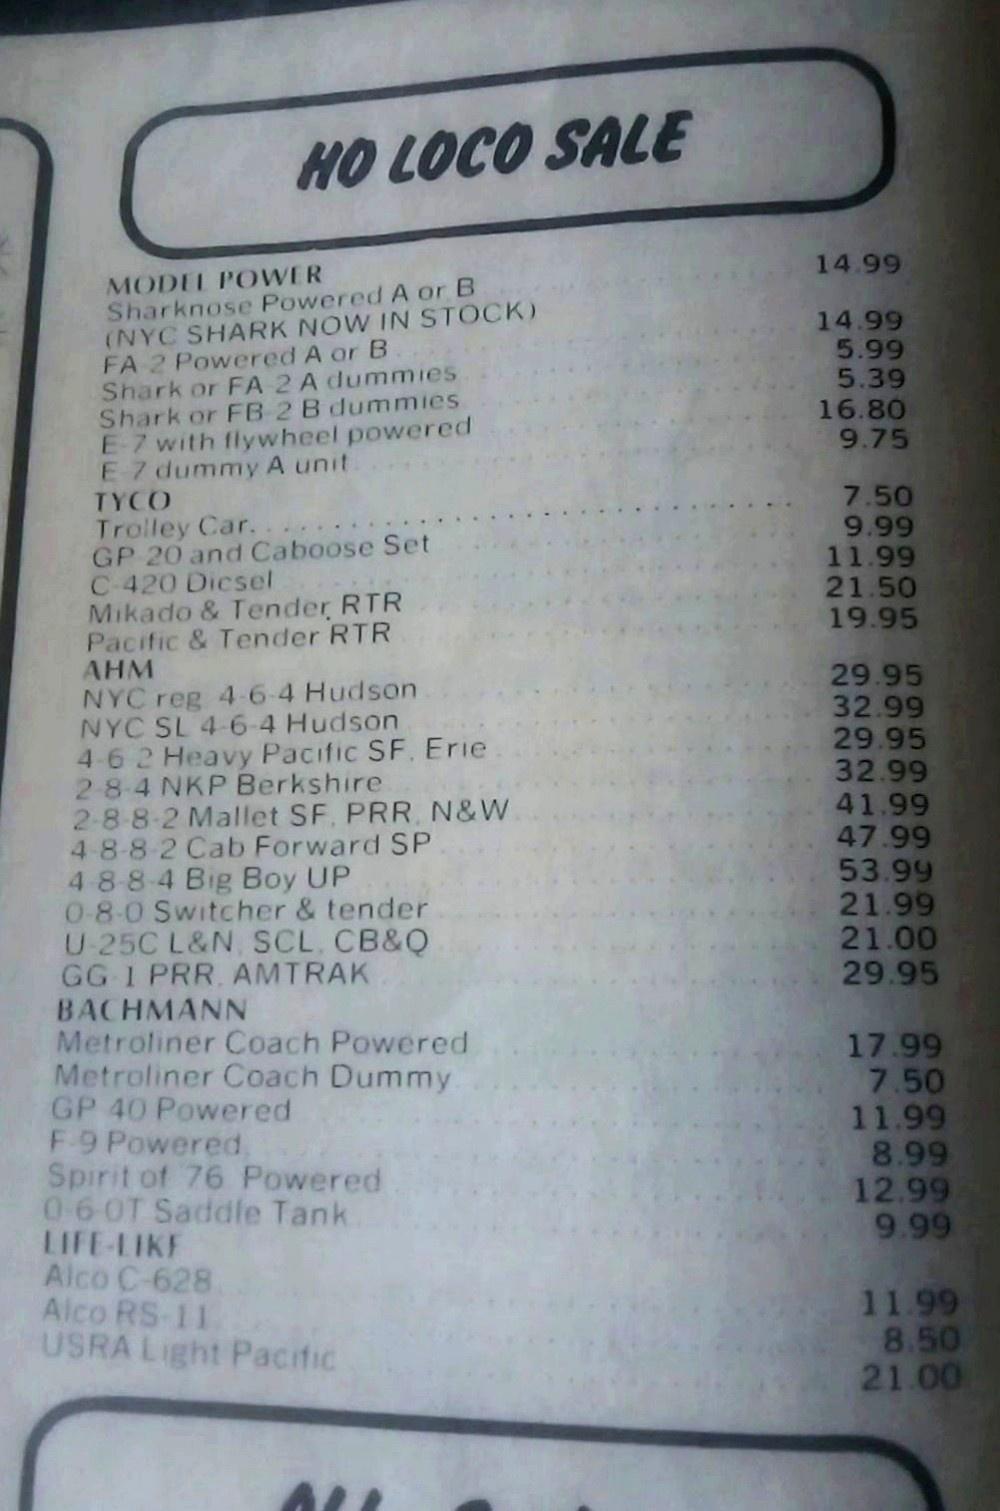 HO LOCO SALE
MODEL POWER
Sharknose Powered A or B 14.99
(NYC SHARK NOW IN STOCK)
FA-2 Powered A or B 14.99
Shark or FA-2 A dummies 5.99
Shark or FB-2 B dummies 5.39
E-7 with flywheel powered 16.80
E-7 dummy A unit 9.75
TYCO
Trolley Car 7.50
GP-20 and Caboose Set 9.99
C-420 Diesel 11.99
Mikado & Tender RTR 21.50
Pacific & Tender RTR 19.95
AHM
NYC reg. 4-6-4 Hudson 29.95
NYC SL 4-6-4 Hudson 32.99
4-6-2 Heavy Pacific SF, Erie 29.95
2-8-4 NKP Berkshire 32.99
2-8-8-2 Mallet SF, PRR, N&W 41.99
4-8-8-2 Cab Forward SP 47.99
4-8-8-4 Big Boy UP 53.99
0-8-0 Switcher & tender 21.99
U-25C L&N, SCL, CB&Q 21.00
GG-1 PRR, AMTRAK 29.95
BACHMANN
Metroliner Coach Powered 17.99
Metroliner Coach Dummy 7.50
GP 40 Powered 11.99
F-9 Powered 8.99
Spirit of '76 Powered 12.99
0-6-0T Saddle Tank 9.99
LIFE-LIKE
Alco C-628 11.99
Alco RS-11 8.50
USRA Light Pacific 21.00